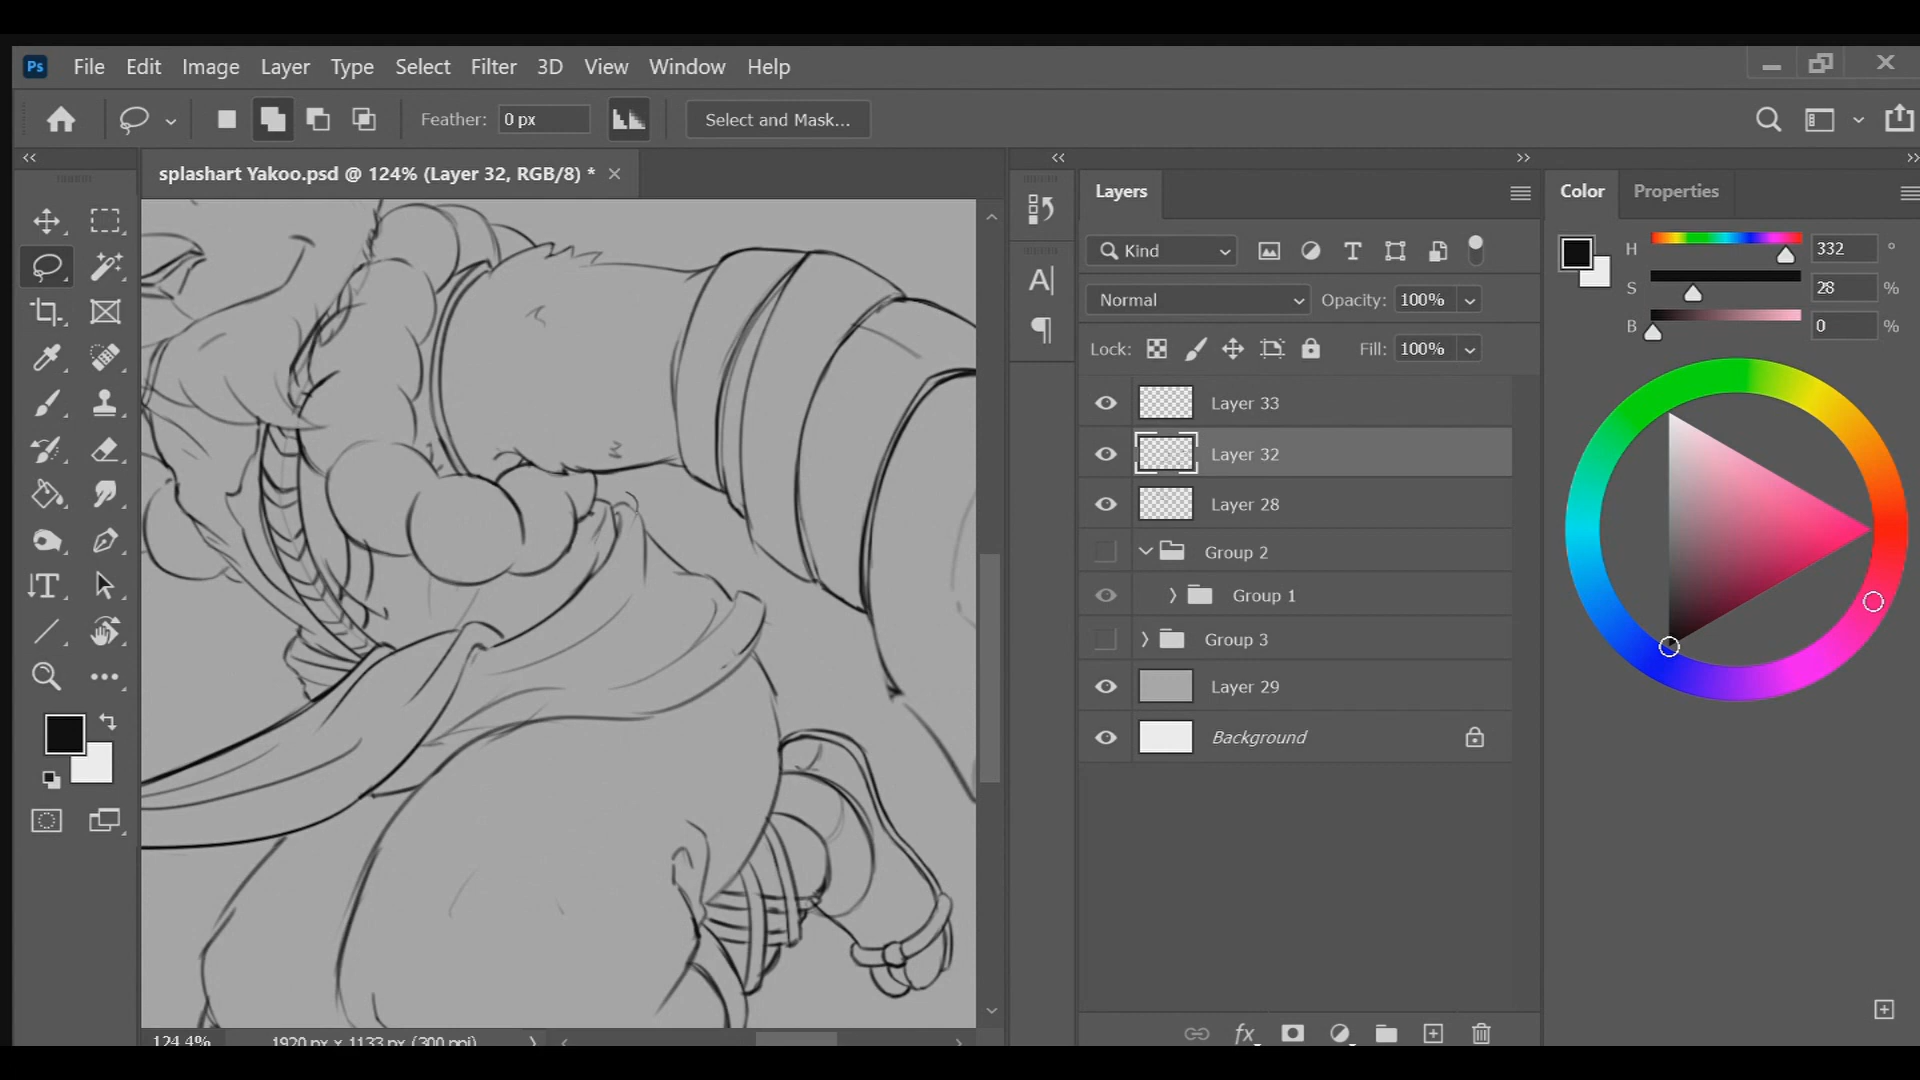 Ps File Edit Image Layer Type Select Filter 3D View Window Help
Feather: 0 px Select and Mask...
splashart Yakoo.psd @ 124% (Layer 32, RGB/8) *
Layers
Color Properties
Kind
H 332 °
S 28 %
B 0 %
Normal Opacity: 100%
Lock: Fill: 100%
Layer 33
Layer 32
Layer 28
Group 2
Group 1
Group 3
Layer 29
Background
124.4% 1920 px x 1133 px (300 ppi)
fx